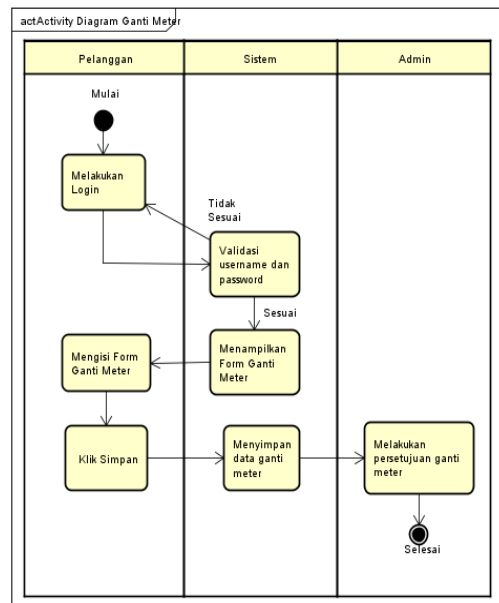 actActivity Diagram Ganti Meter
Pelanggan
Sistem
Admin
Mulai
Melakukan
Login
Tidak
Sesuai
Validasi
username dan
password
Sesuai
Menampilkan
Form Ganti
Meter
Mengisi Form
Ganti Meter
Klik Simpan
Menyimpan
data ganti
meter
Melakukan
persetujuan ganti
meter
Selesai